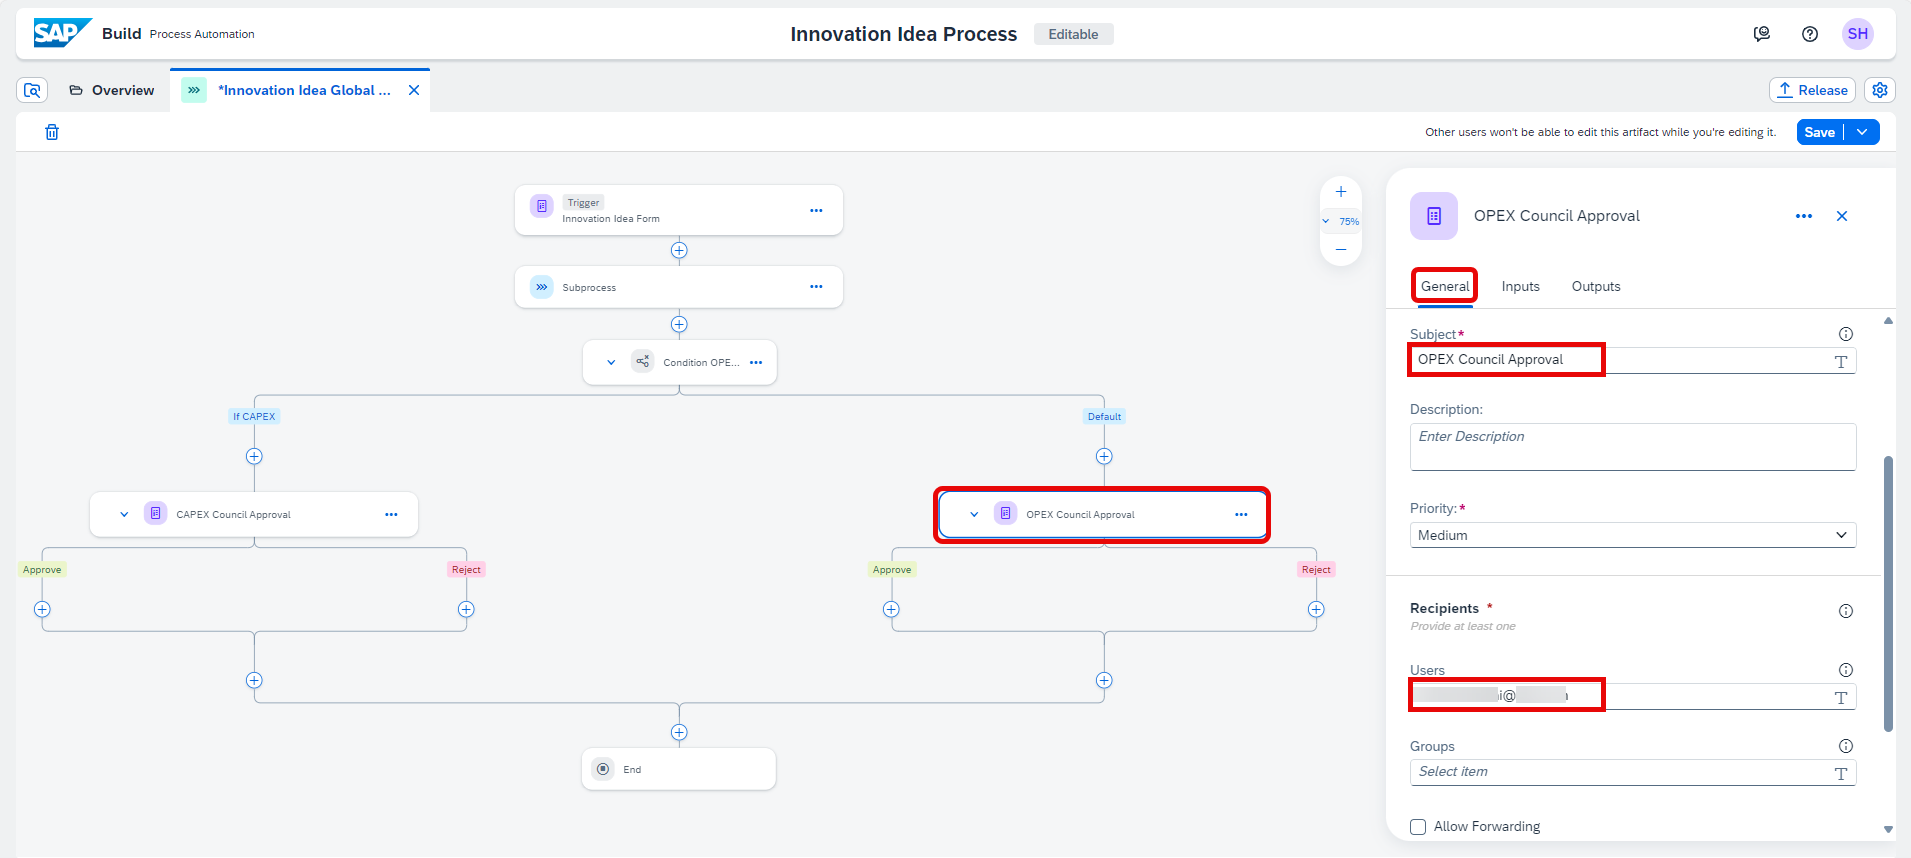 SAP Build Process Automation
Innovation Idea Process Editable
SH
Overview
*Innovation Idea Global ...
Release
Other users won't be able to edit this artifact while you're editing it.
Save
Trigger
Innovation Idea Form
Subprocess
Condition OPE...
If CAPEX
Default
CAPEX Council Approval
OPEX Council Approval
Approve
Reject
Approve
Reject
End
75%
OPEX Council Approval
General
Inputs
Outputs
Subject*
OPEX Council Approval
Description:
Enter Description
Priority:*
Medium
Recipients *
Provide at least one
Users
i@
Groups
Select item
Allow Forwarding